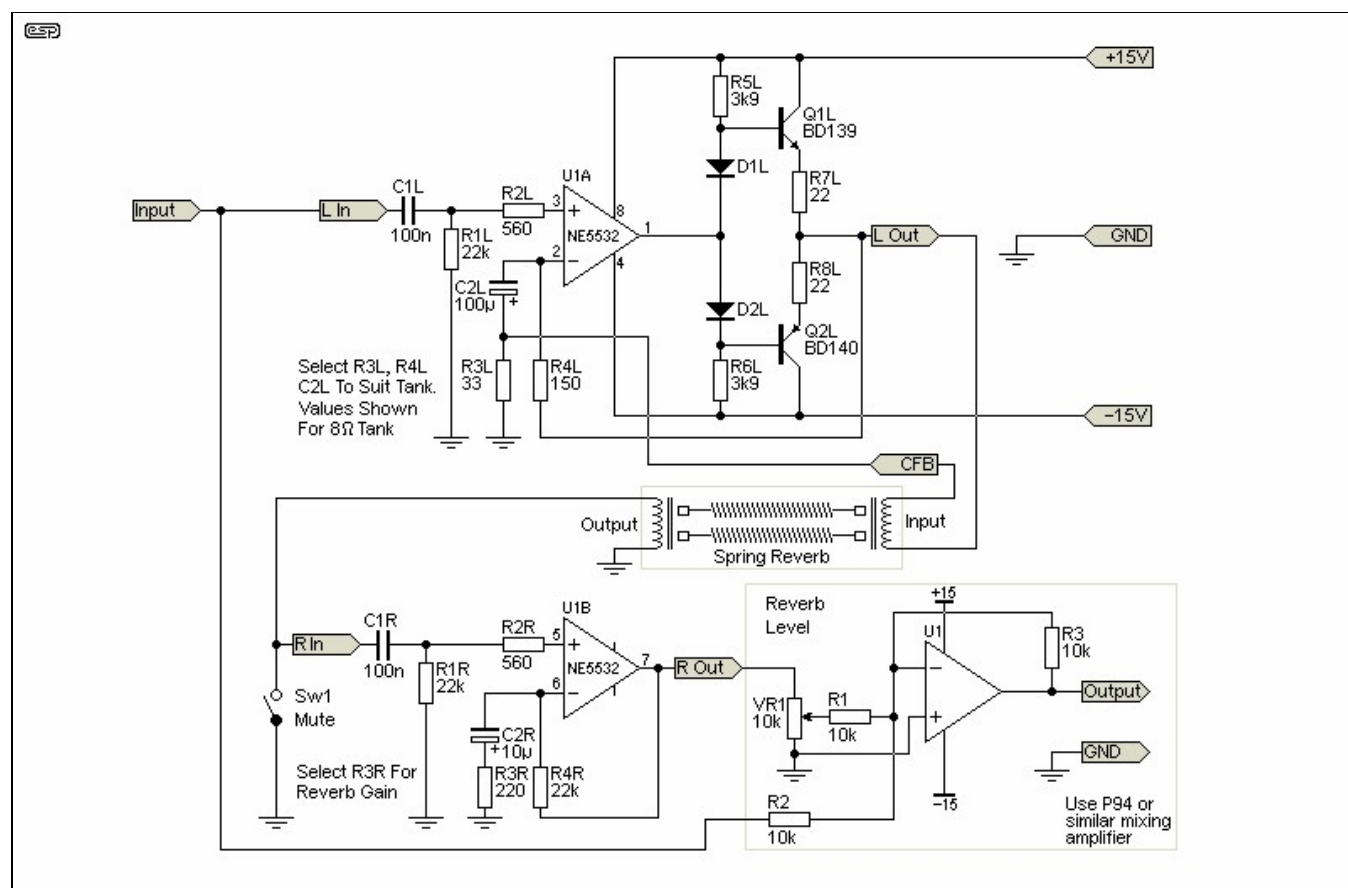 esp
+15V
R5L
3k9
Q1L
BD139
D1L
U1A
R7L
22
Input
L In
C1L
100n
R2L
560
3
+
8
NE5532
1
2
−
4
R1L
22k
L Out
GND
C2L
100µ
+
R8L
22
D2L
Q2L
BD140
Select R3L, R4L
C2L To Suit Tank.
Values Shown
For 8Ω Tank
R3L
33
R4L
150
R6L
3k9
−15V
CFB
Output
Input
Spring Reverb
Reverb
Level
+15
U1
R3
10k
U1B
C1R
100n
R In
R2R
560
5
+
NE5532
7
6
−
R Out
−
+
Output
R1R
22k
Sw1
Mute
VR1
10k
R1
10k
C2R
10µ
+
GND
Select R3R For
Reverb Gain
R3R
220
R4R
22k
−15
R2
10k
Use P94 or
similar mixing
amplifier